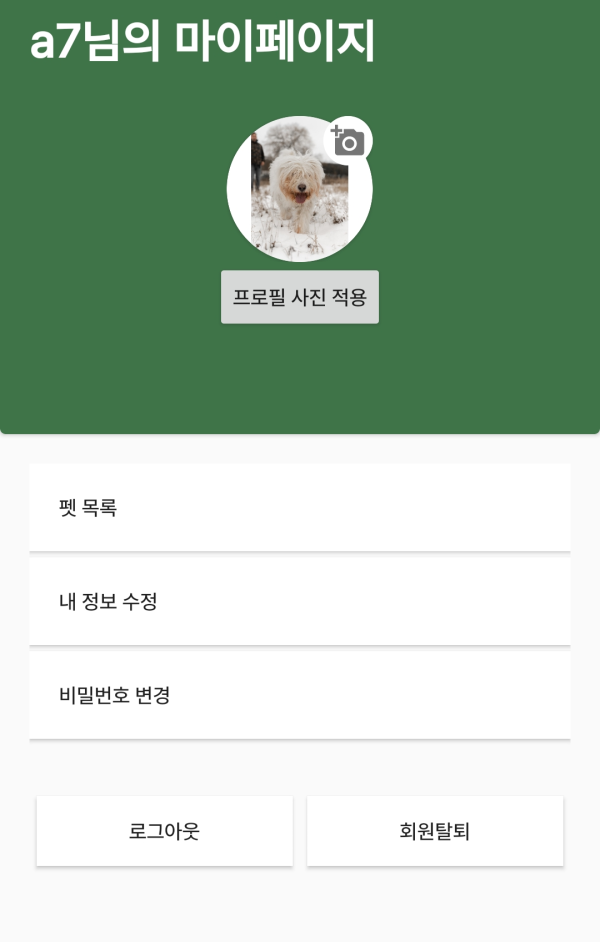 a7님의 마이페이지
프로필 사진 적용
펫 목록
내 정보 수정
비밀번호 변경
로그아웃
회원탈퇴